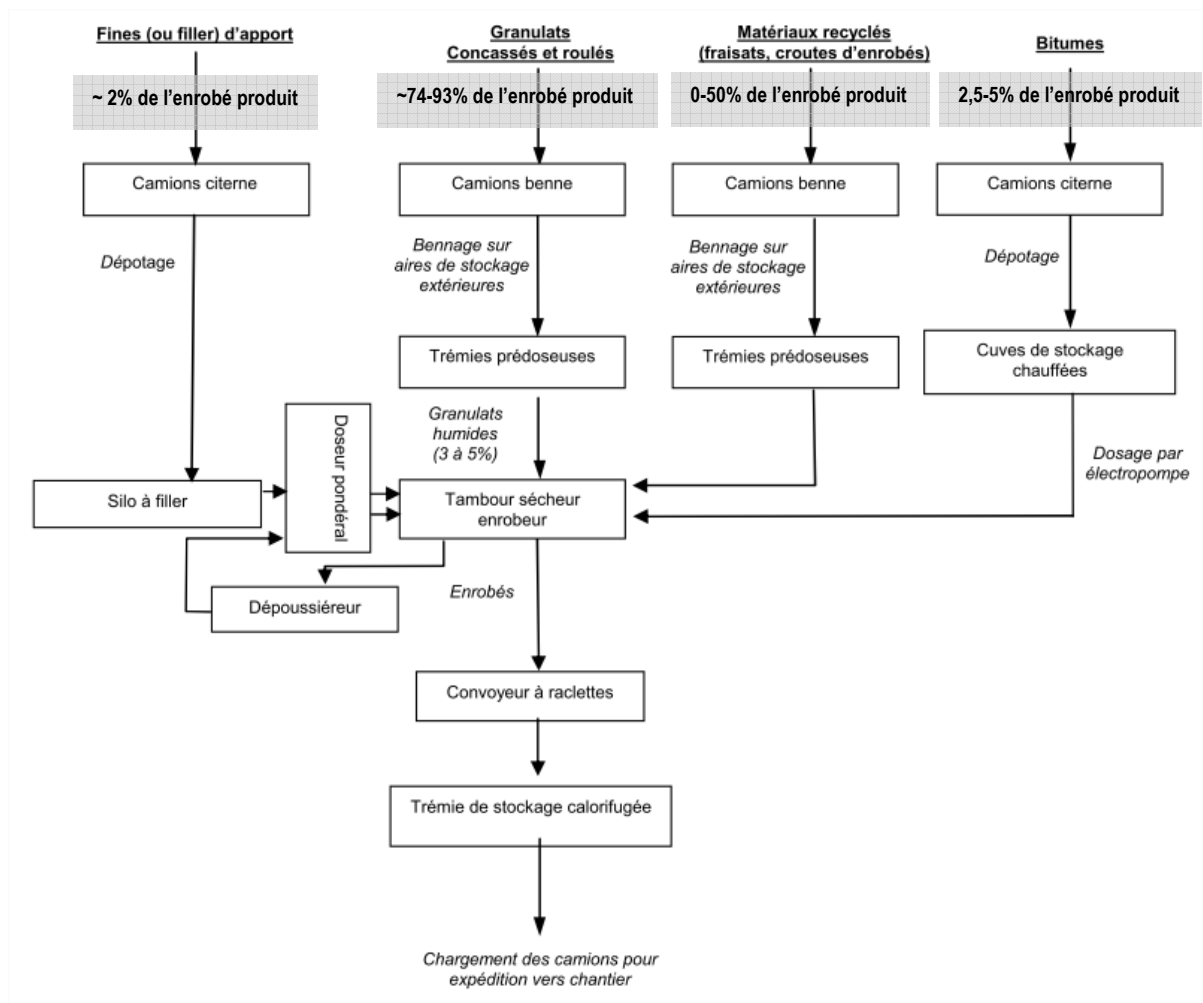 Fines (ou filler) d'apport
Granulats
Concassés et roulés
Matériaux recyclés
(fraisats, croutes d'enrobés)
Bitumes
~ 2% de l'enrobé produit
~74-93% de l'enrobé produit
0-50% de l'enrobé produit
2,5-5% de l'enrobé produit
Camions citerne
Camions benne
Camions benne
Camions citerne
Dépotage
Bennage sur
aires de stockage
extérieures
Bennage sur
aires de stockage
extérieures
Dépotage
Trémies prédoseuses
Trémies prédoseuses
Cuves de stockage
chauffées
Granulats
humides
(3 à 5%)
Dosage par
électropompe
Silo à filler
Doseur pondéral
Tambour sécheur
enrobeur
Dépoussiéreur
Enrobés
Convoyeur à raclettes
Trémie de stockage calorifugée
Chargement des camions pour
expédition vers chantier